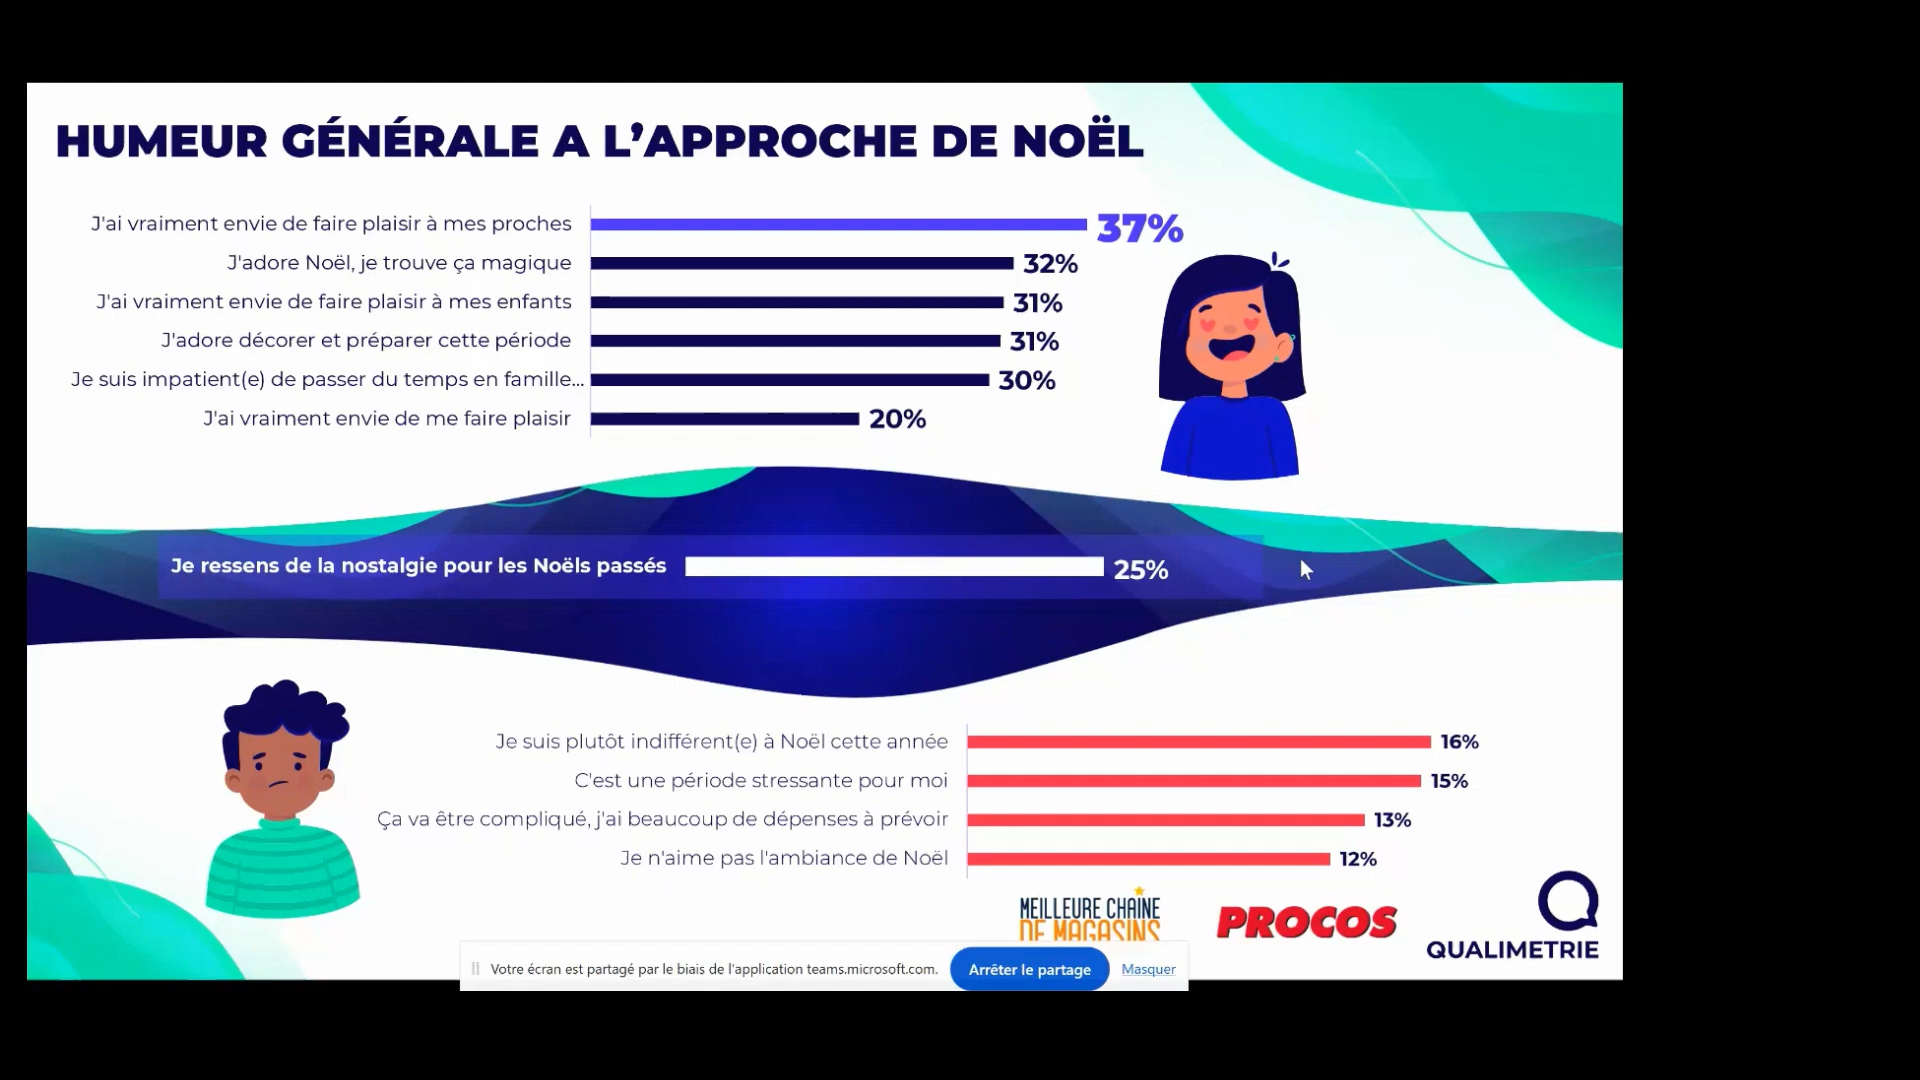 HUMEUR GÉNÉRALE A L’APPROCHE DE NOËL
J'ai vraiment envie de faire plaisir à mes proches 37%
J'adore Noël, je trouve ça magique 32%
J'ai vraiment envie de faire plaisir à mes enfants 31%
J'adore décorer et préparer cette période 31%
Je suis impatient(e) de passer du temps en famille... 30%
J'ai vraiment envie de me faire plaisir 20%
Je ressens de la nostalgie pour les Noëls passés 25%
Je suis plutôt indifférent(e) à Noël cette année 16%
C'est une période stressante pour moi 15%
Ça va être compliqué, j'ai beaucoup de dépenses à prévoir 13%
Je n'aime pas l'ambiance de Noël 12%
MEILLEURE CHAÎNE
DE MAGASINS
PROCOS
QUALIMETRIE
Votre écran est partagé par le biais de l'application teams.microsoft.com. Arrêter le partage Masquer